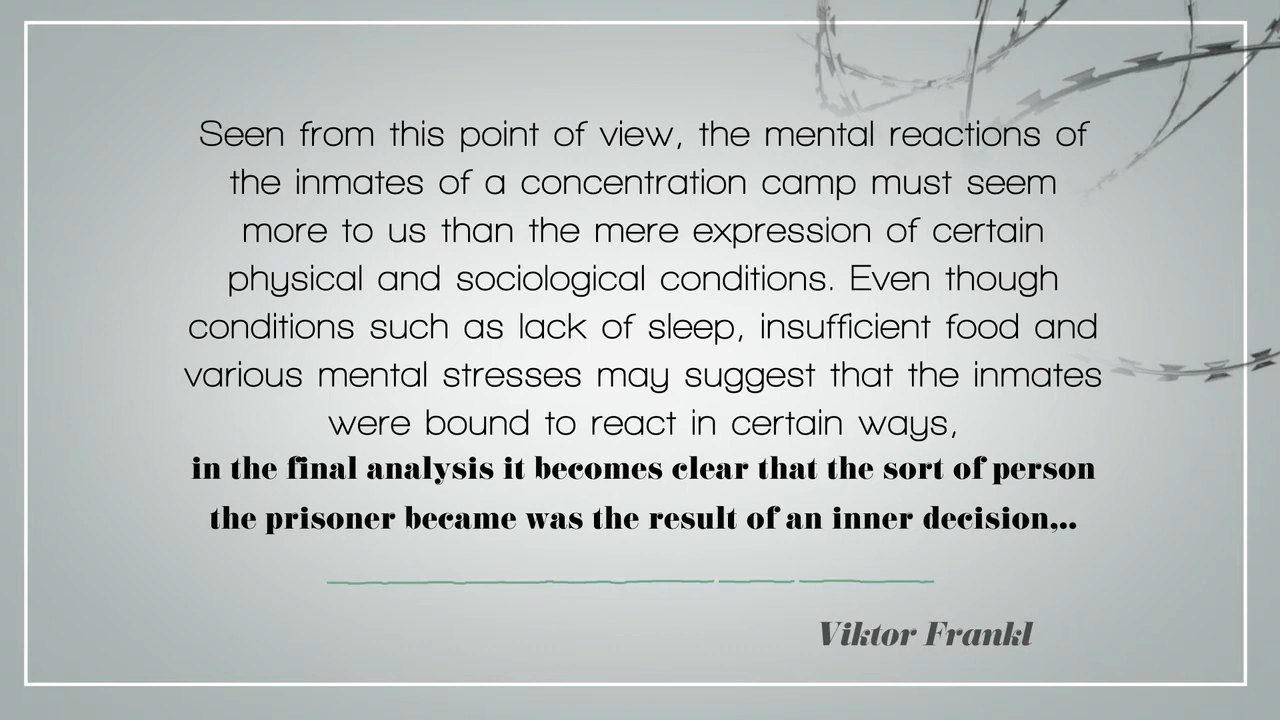 Seen from this point of view, the mental reactions of
the inmates of a concentration camp must seem
more to us than the mere expression of certain
physical and sociological conditions. Even though
conditions such as lack of sleep, insufficient food and
various mental stresses may suggest that the inmates
were bound to react in certain ways,
in the final analysis it becomes clear that the sort of person
the prisoner became was the result of an inner decision,..
Viktor Frankl